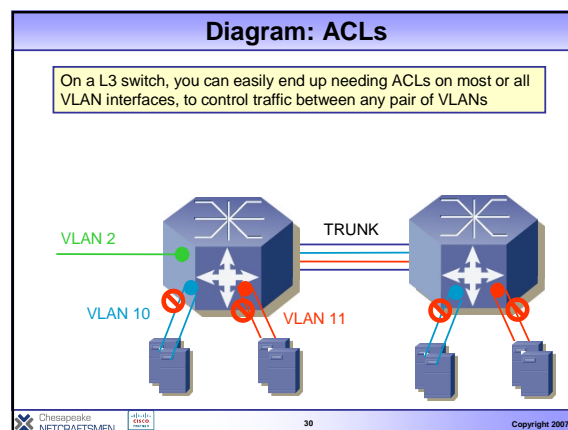 Diagram: ACLs
On a L3 switch, you can easily end up needing ACLs on most or all
VLAN interfaces, to control traffic between any pair of VLANs
TRUNK
VLAN 2
VLAN 10
VLAN 11
Chesapeake
NETCRAFTSMEN
CISCO
30
Copyright 2007